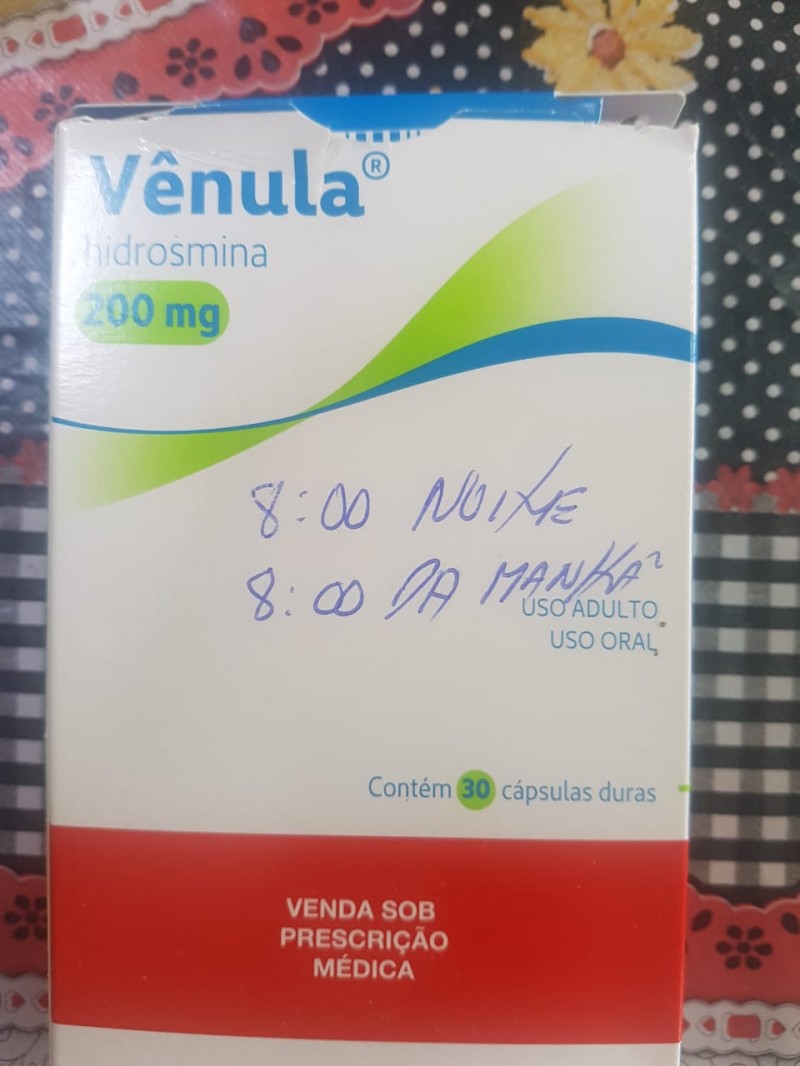 Vênula®
hidrosmina
200 mg
8:00 NOITE
8:00 DA MANHÃ
USO ADULTO
USO ORAL
Contém 30 cápsulas duras
VENDA SOB
PRESCRIÇÃO
MÉDICA